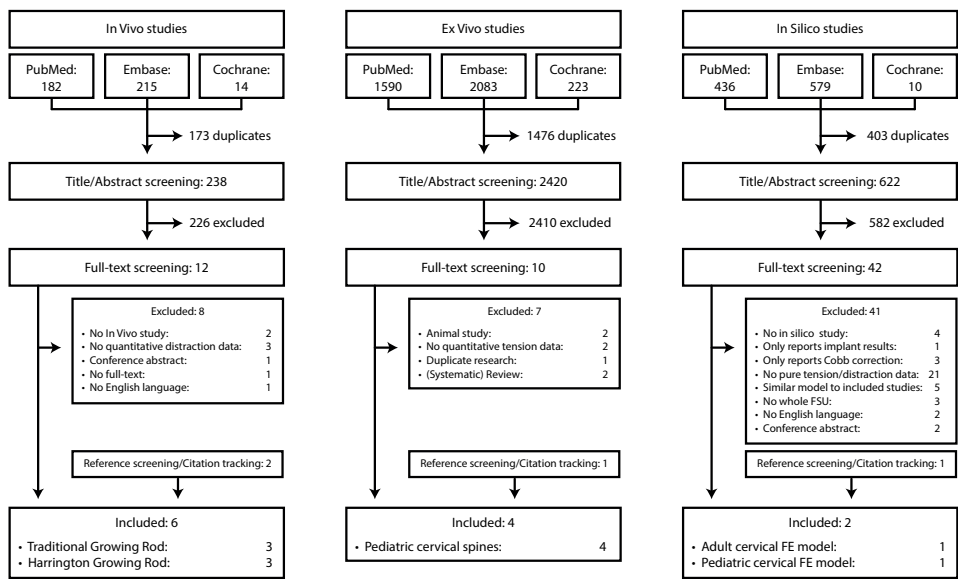 In Vivo studies
PubMed:
182
Embase:
215
Cochrane:
14
173 duplicates
Title/Abstract screening: 238
226 excluded
Full-text screening: 12
Excluded: 8
• No In Vivo study: 2
• No quantitative distraction data: 3
• Conference abstract: 1
• No full-text: 1
• No English language: 1
Reference screening/Citation tracking: 2
Included: 6
• Traditional Growing Rod: 3
• Harrington Growing Rod: 3
Ex Vivo studies
PubMed:
1590
Embase:
2083
Cochrane:
223
1476 duplicates
Title/Abstract screening: 2420
2410 excluded
Full-text screening: 10
Excluded: 7
• Animal study: 2
• No quantitative tension data: 2
• Duplicate research: 1
• (Systematic) Review: 2
Reference screening/Citation tracking: 1
Included: 4
• Pediatric cervical spines: 4
In Silico studies
PubMed:
436
Embase:
579
Cochrane:
10
403 duplicates
Title/Abstract screening: 622
582 excluded
Full-text screening: 42
Excluded: 41
• No in silico study: 4
• Only reports implant results: 1
• Only reports Cobb correction: 3
• No pure tension/distraction data: 21
• Similar model to included studies: 5
• No whole FSU: 3
• No English language: 2
• Conference abstract: 2
Reference screening/Citation tracking: 1
Included: 2
• Adult cervical FE model: 1
• Pediatric cervical FE model: 1